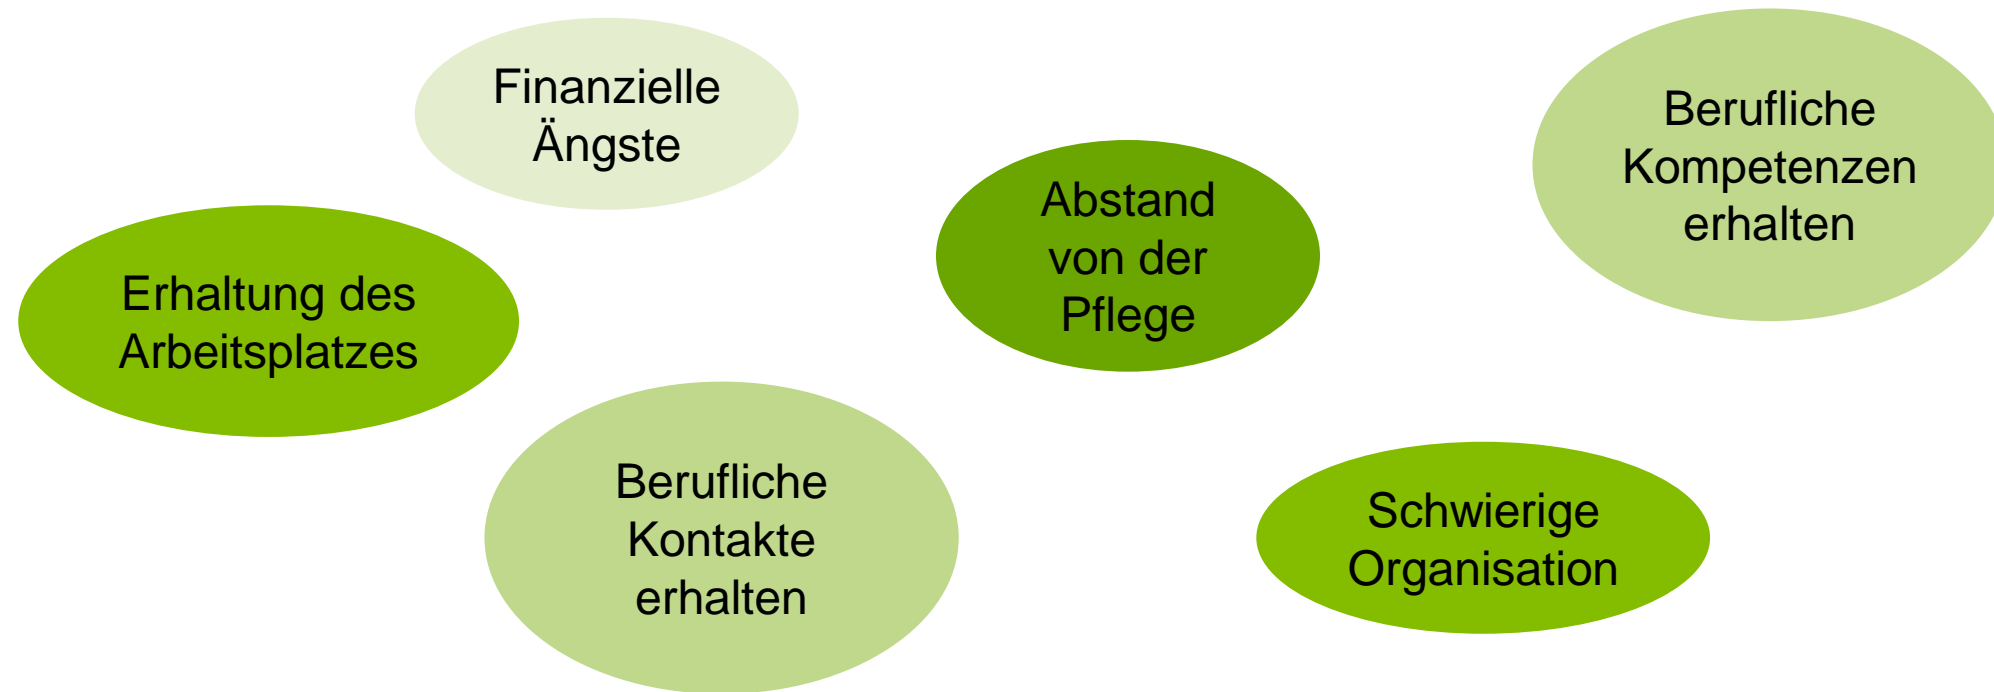 Finanzielle
Ängste
Berufliche
Kompetenzen
erhalten
Abstand
von der
Pflege
Erhaltung des
Arbeitsplatzes
Berufliche
Kontakte
erhalten
Schwierige
Organisation